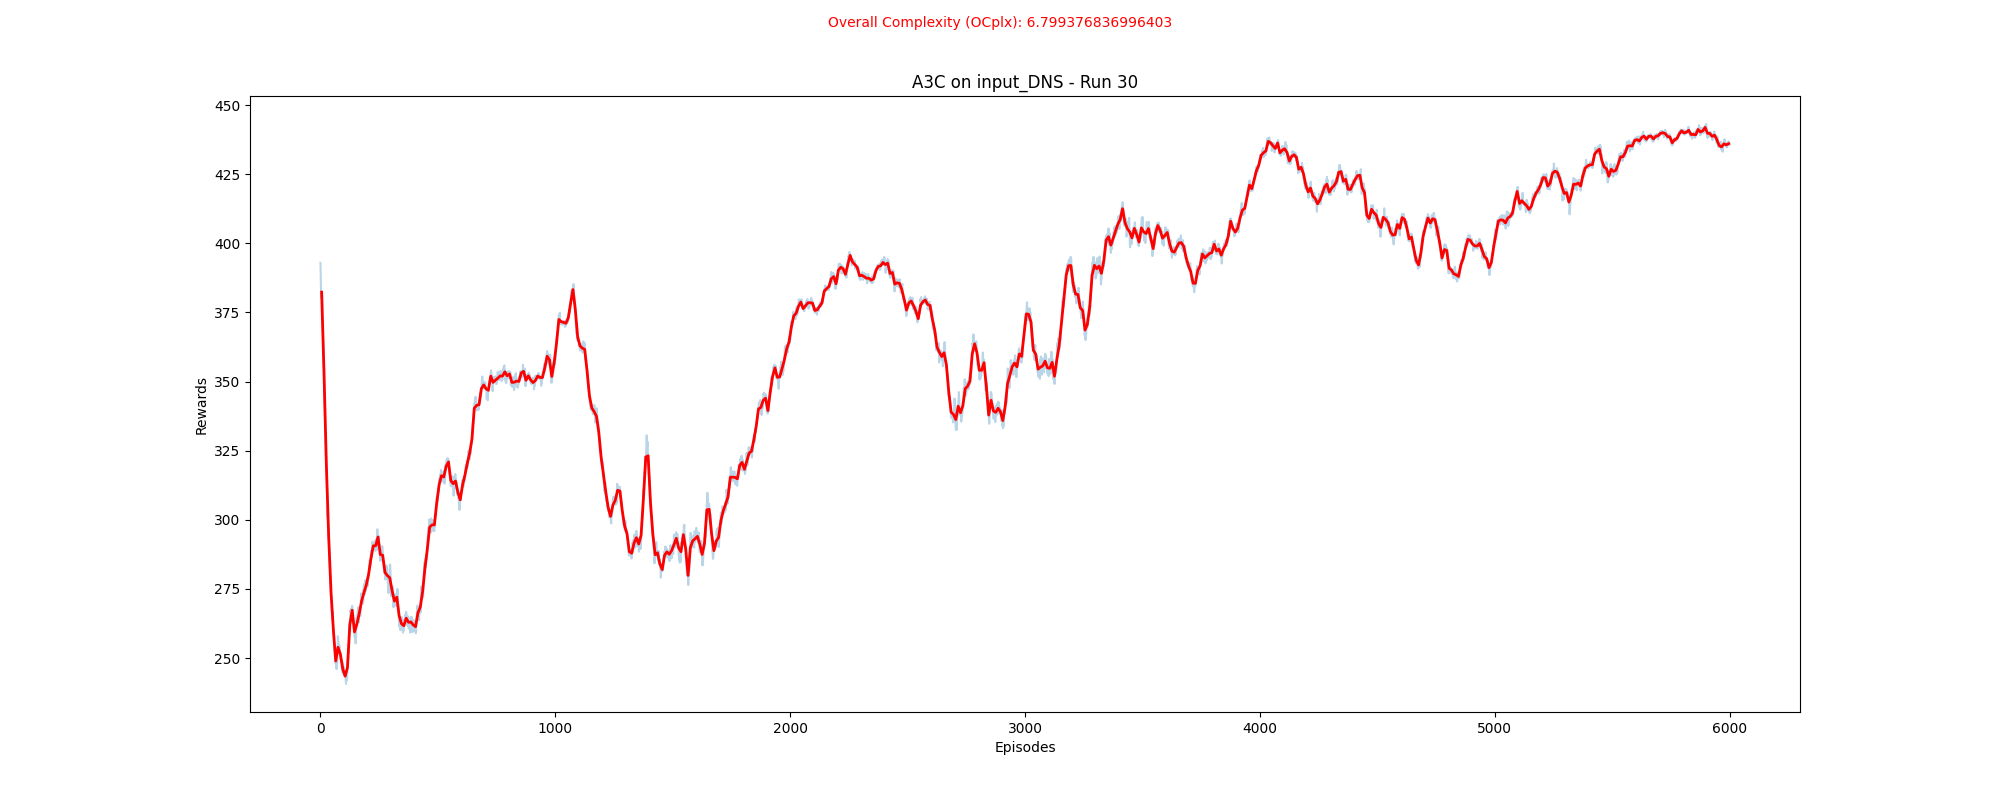 Overall Complexity (OCplx): 6.799376836996403
A3C on input_DNS - Run 30
450
425
400
375
350
325
300
275
250
Rewards
0 1000 2000 3000 4000 5000 6000
Episodes